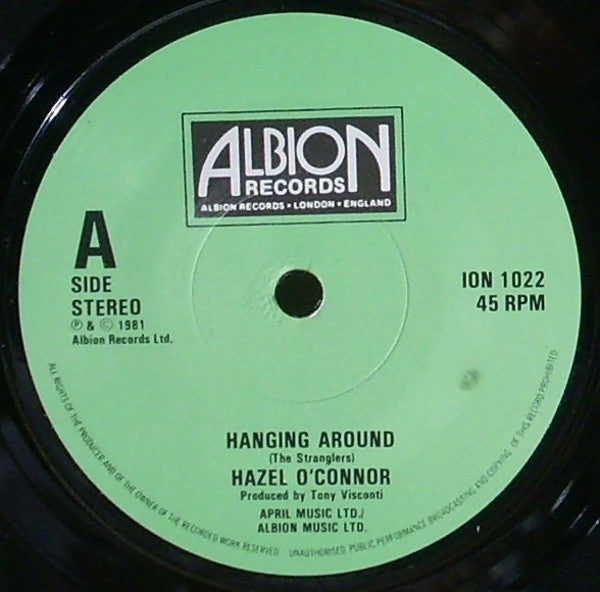 ALBION
RECORDS
ALBION RECORDS • LONDON • ENGLAND
A
SIDE
STEREO
℗ & © 1981
Albion Records Ltd.
ION 1022
45 RPM
HANGING AROUND
(The Stranglers)
HAZEL O'CONNOR
Produced by Tony Visconti
APRIL MUSIC LTD./
ALBION MUSIC LTD.
ALL RIGHTS OF THE PRODUCER AND OF THE OWNER OF THE RECORDED WORK RESERVED UNAUTHORISED PUBLIC PERFORMANCE BROADCASTING AND COPYING OF THIS RECORD PROHIBITED